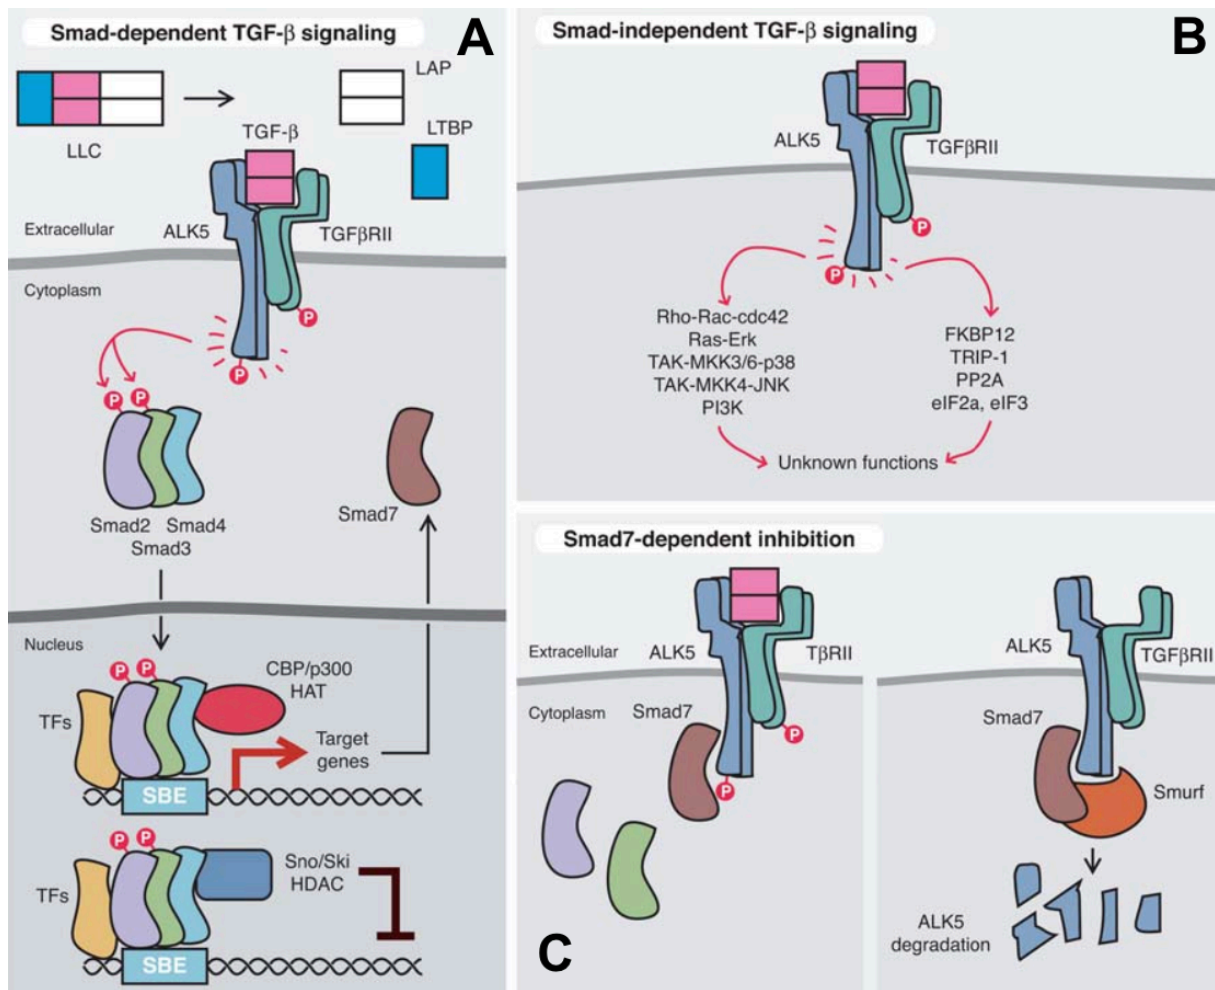 Smad-dependent TGF-β signaling
A
LAP
LLC
TGF-β
LTBP
Extracellular
ALK5
TGFβRII
Cytoplasm
P
P
P
P
Smad2
Smad4
Smad3
Smad7
Nucleus
P
P
CBP/p300
HAT
TFs
Target
genes
SBE
P
P
Sno/Ski
HDAC
TFs
SBE
Smad-independent TGF-β signaling
B
ALK5
TGFβRII
P
P
Rho-Rac-cdc42
Ras-Erk
TAK-MKK3/6-p38
TAK-MKK4-JNK
PI3K
FKBP12
TRIP-1
PP2A
eIF2a, eIF3
Unknown functions
Smad7-dependent inhibition
Extracellular
ALK5
TβRII
Cytoplasm
Smad7
P
P
C
ALK5
TGFβRII
Smad7
Smurf
ALK5
degradation